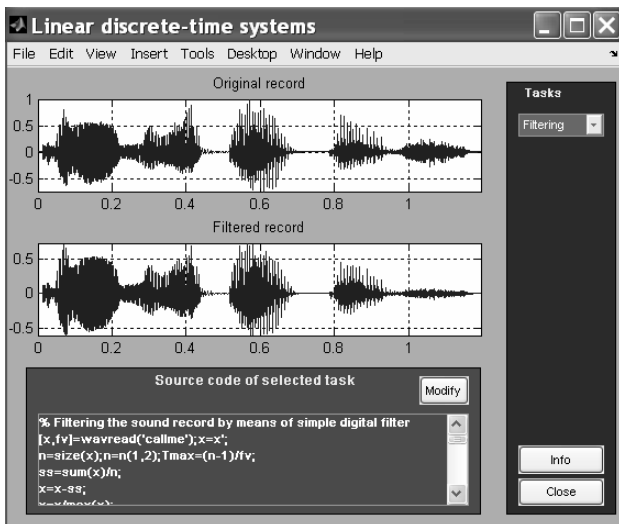 Linear discrete-time systems
File Edit View Insert Tools Desktop Window Help
Original record
1
0.5
0
-0.5
0 0.2 0.4 0.6 0.8 1
Filtered record
0.5
0
-0.5
0 0.2 0.4 0.6 0.8 1
Tasks
Filtering
Source code of selected task
Modify
% Filtering the sound record by means of simple digital filter
[x,fv]=wavread('callme');x=x';
n=size(x);n=n(1,2);Tmax=(n-1)/fv;
ss=sum(x)/n;
x=x-ss;
x=x/max(x);
Info
Close